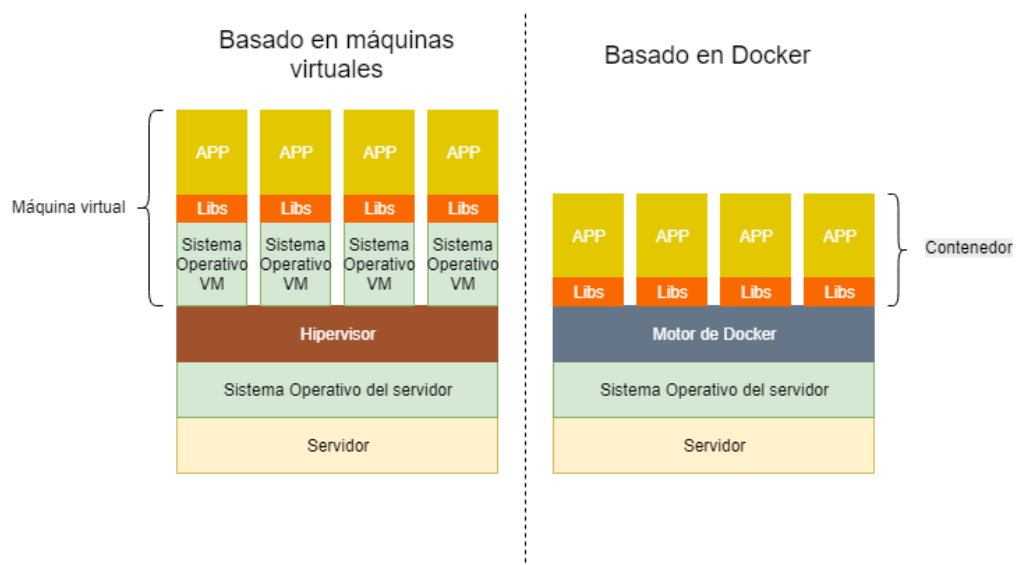 Basado en máquinas
virtuales
Basado en Docker
APP
APP
APP
APP
Máquina virtual
Libs
Libs
Libs
Libs
Sistema
Operativo
VM
Sistema
Operativo
VM
Sistema
Operativo
VM
Sistema
Operativo
VM
Hipervisor
Sistema Operativo del servidor
Servidor
APP
APP
APP
APP
Contenedor
Libs
Libs
Libs
Libs
Motor de Docker
Sistema Operativo del servidor
Servidor